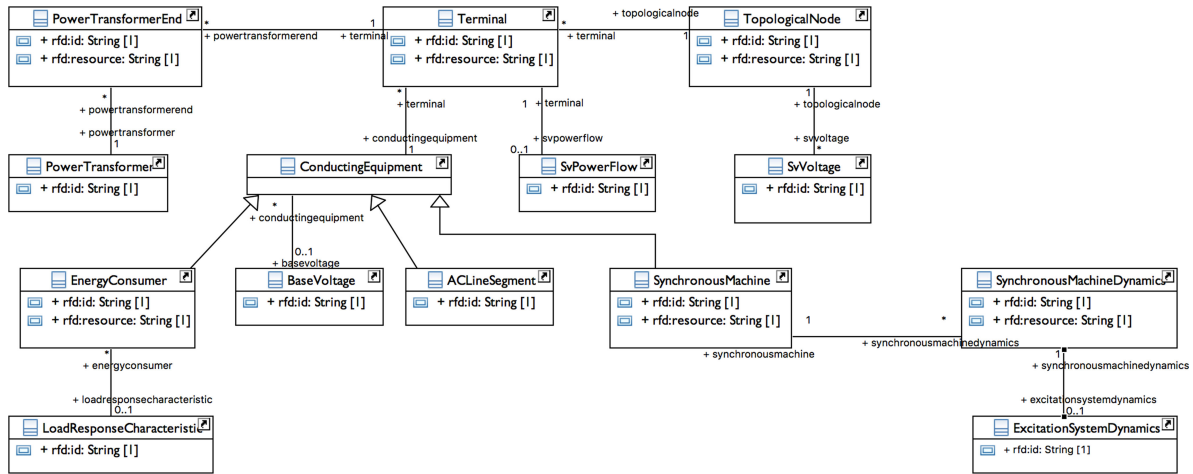 PowerTransformerEnd
+ rfd:id: String [1]
+ rfd:resource: String [1]
*
+ powertransformerend
1
+ terminal
Terminal
+ rfd:id: String [1]
+ rfd:resource: String [1]
*
+ terminal
+ topologicalnode
1
TopologicalNode
+ rfd:id: String [1]
+ rfd:resource: String [1]
*
+ powertransformerend
+ powertransformer
1
*
+ terminal
+ conductingequipment
1
1
+ terminal
+ svpowerflow
0..1
1
+ topologicalnode
+ svvoltage
*
PowerTransformer
+ rfd:id: String [1]
ConductingEquipment
SvPowerFlow
+ rfd:id: String [1]
SvVoltage
+ rfd:id: String [1]
*
+ conductingequipment
0..1
+ basevoltage
EnergyConsumer
+ rfd:id: String [1]
+ rfd:resource: String [1]
BaseVoltage
+ rfd:id: String [1]
ACLineSegment
+ rfd:id: String [1]
SynchronousMachine
+ rfd:id: String [1]
+ rfd:resource: String [1]
1
+ synchronousmachine
*
+ synchronousmachinedynamics
SynchronousMachineDynamics
+ rfd:id: String [1]
+ rfd:resource: String [1]
*
+ energyconsumer
+ loadresponsecharacteristic
0..1
1
+ synchronousmachinedynamics
+ excitationsystemdynamics
0..1
LoadResponseCharacteristic
+ rfd:id: String [1]
ExcitationSystemDynamics
+ rfd:id: String [1]